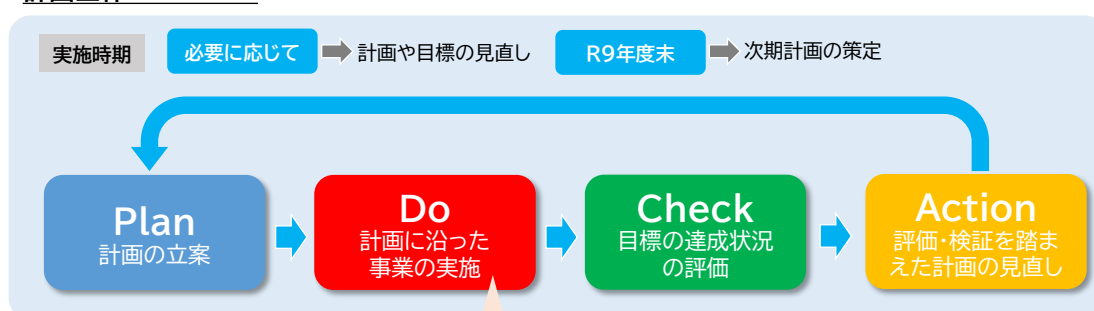 実施時期
必要に応じて
計画や目標の見直し
R9年度末
次期計画の策定
Plan
計画の立案
Do
計画に沿った
事業の実施
Check
目標の達成状況
の評価
Action
評価・検証を踏ま
えた計画の見直し